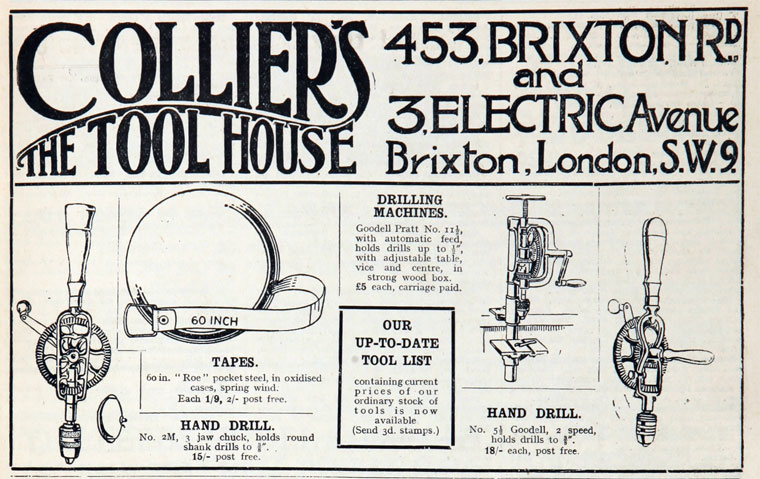 COLLIER'S
THE TOOL HOUSE
453, BRIXTON RD
and
3, ELECTRIC Avenue
Brixton, London, S.W.9.
60 INCH
TAPES.
60 in. "Roe" pocket steel, in oxidised
cases, spring wind.
Each 1/9, 2/- post free.
HAND DRILL.
No. 2M, 3 jaw chuck, holds round
shank drills to ⅜".
15/- post free.
DRILLING
MACHINES.
Goodell Pratt No. 11½,
with automatic feed,
holds drills up to ½",
with adjustable table,
vice and centre, in
strong wood box.
£5 each, carriage paid.
OUR
UP-TO-DATE
TOOL LIST
containing current
prices of our
ordinary stock of
tools is now
available
(Send 3d. stamps.)
HAND DRILL.
No. 5½ Goodell, 2 speed,
holds drills to ⅜".
18/- each, post free.